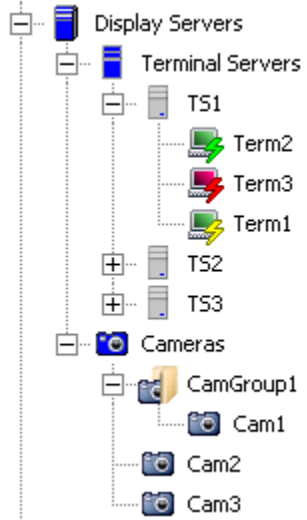 Display Servers
Terminal Servers
TS1
Term2
Term3
Term1
TS2
TS3
Cameras
CamGroup1
Cam1
Cam2
Cam3